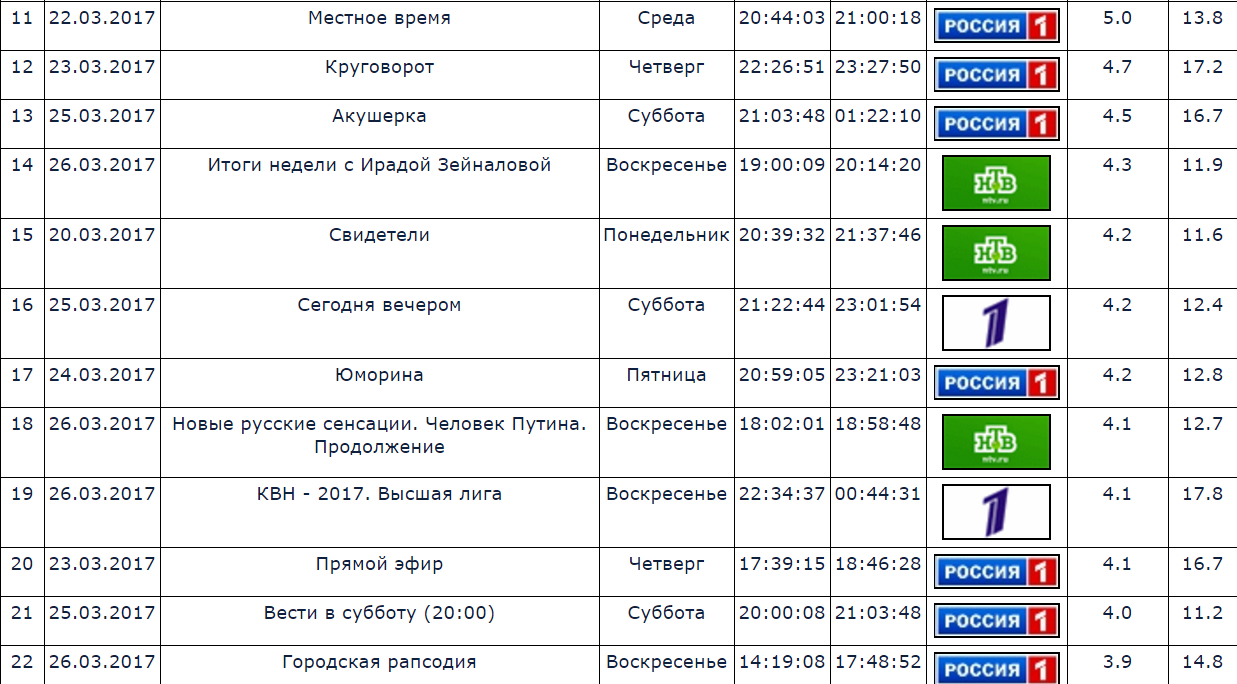 11 22.03.2017 Местное время Среда 20:44:03 21:00:18 РОССИЯ 1 5.0 13.8
12 23.03.2017 Круговорот Четверг 22:26:51 23:27:50 РОССИЯ 1 4.7 17.2
13 25.03.2017 Акушерка Суббота 21:03:48 01:22:10 РОССИЯ 1 4.5 16.7
14 26.03.2017 Итоги недели с Ирадой Зейналовой Воскресенье 19:00:09 20:14:20 НТВ 4.3 11.9
ntv.ru
15 20.03.2017 Свидетели Понедельник 20:39:32 21:37:46 НТВ 4.2 11.6
ntv.ru
16 25.03.2017 Сегодня вечером Суббота 21:22:44 23:01:54 1 4.2 12.4
17 24.03.2017 Юморина Пятница 20:59:05 23:21:03 РОССИЯ 1 4.2 12.8
18 26.03.2017 Новые русские сенсации. Человек Путина. Воскресенье 18:02:01 18:58:48 НТВ 4.1 12.7
Продолжение ntv.ru
19 26.03.2017 КВН - 2017. Высшая лига Воскресенье 22:34:37 00:44:31 1 4.1 17.8
20 23.03.2017 Прямой эфир Четверг 17:39:15 18:46:28 РОССИЯ 1 4.1 16.7
21 25.03.2017 Вести в субботу (20:00) Суббота 20:00:08 21:03:48 РОССИЯ 1 4.0 11.2
22 26.03.2017 Городская рапсодия Воскресенье 14:19:08 17:48:52 РОССИЯ 1 3.9 14.8